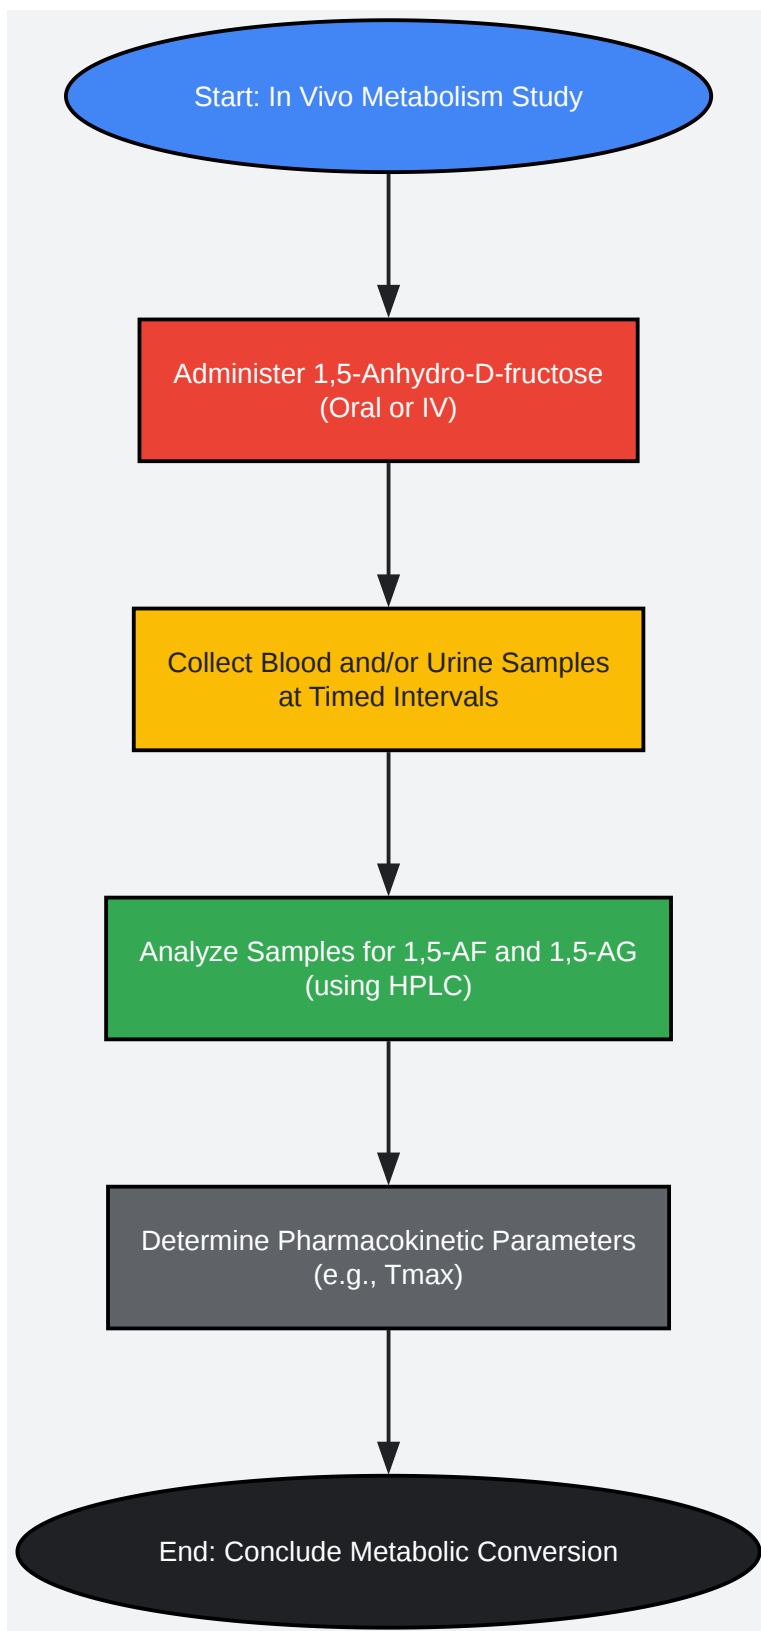 Start: In Vivo Metabolism Study
Administer 1,5-Anhydro-D-fructose
(Oral or IV)
Collect Blood and/or Urine Samples
at Timed Intervals
Analyze Samples for 1,5-AF and 1,5-AG
(using HPLC)
Determine Pharmacokinetic Parameters
(e.g., Tmax)
End: Conclude Metabolic Conversion